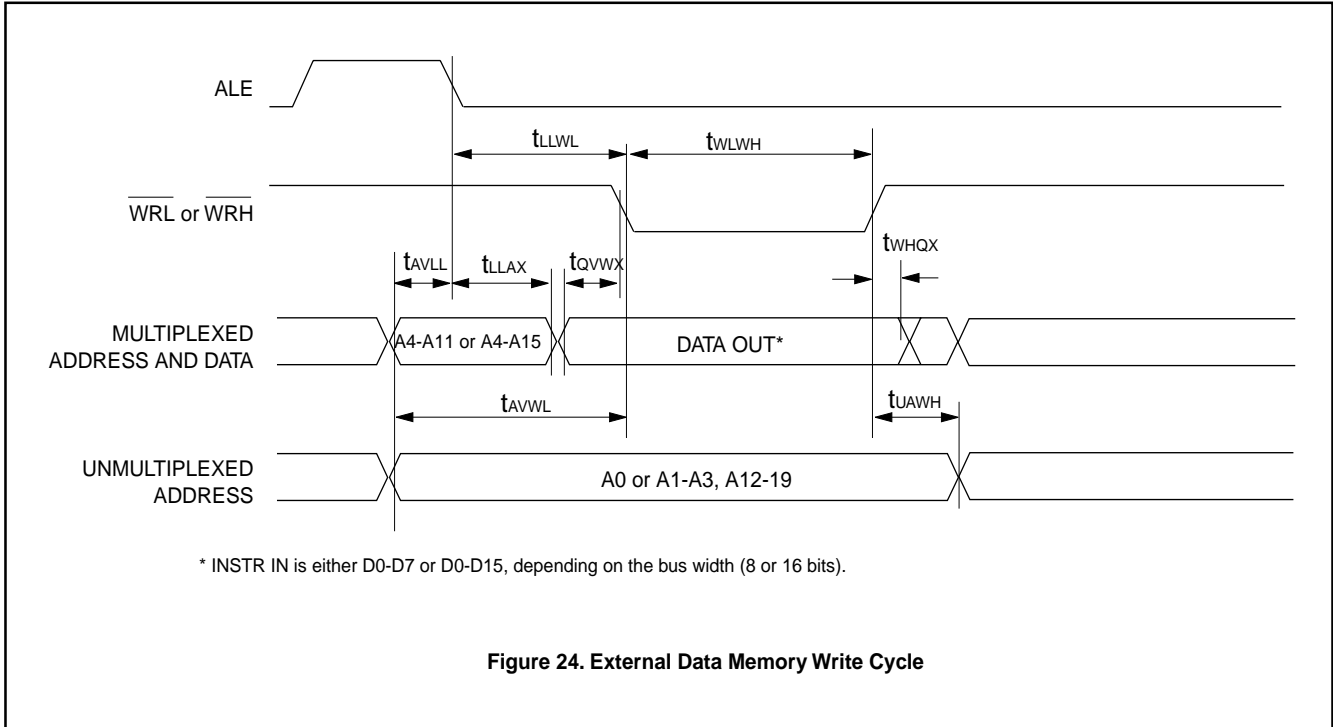 ALE
tLLWL
tWLWH
WRL or WRH
tWHQX
tAVLL
tLLAX
tQVWX
MULTIPLEXED
ADDRESS AND DATA
A4-A11 or A4-A15
DATA OUT*
tAVWL
tUAWH
UNMULTIPLEXED
ADDRESS
A0 or A1-A3, A12-19
* INSTR IN is either D0-D7 or D0-D15, depending on the bus width (8 or 16 bits).
Figure 24. External Data Memory Write Cycle